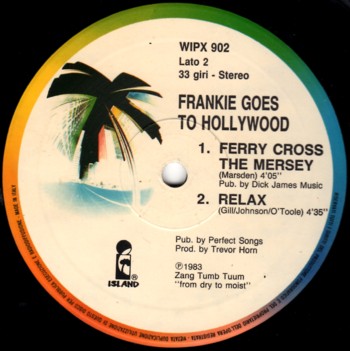 WIPX 902
Lato 2
33 giri - Stereo
FRANKIE GOES
TO HOLLYWOOD
1. FERRY CROSS
THE MERSEY
(Marsden) 4'05"
Pub. by Dick James Music
2. RELAX
(Gill/Johnson/O'Toole) 4'35"
Pub. by Perfect Songs
Prod. by Trevor Horn
℗1983
Zang Tumb Tuum
"from dry to moist"
ISLAND